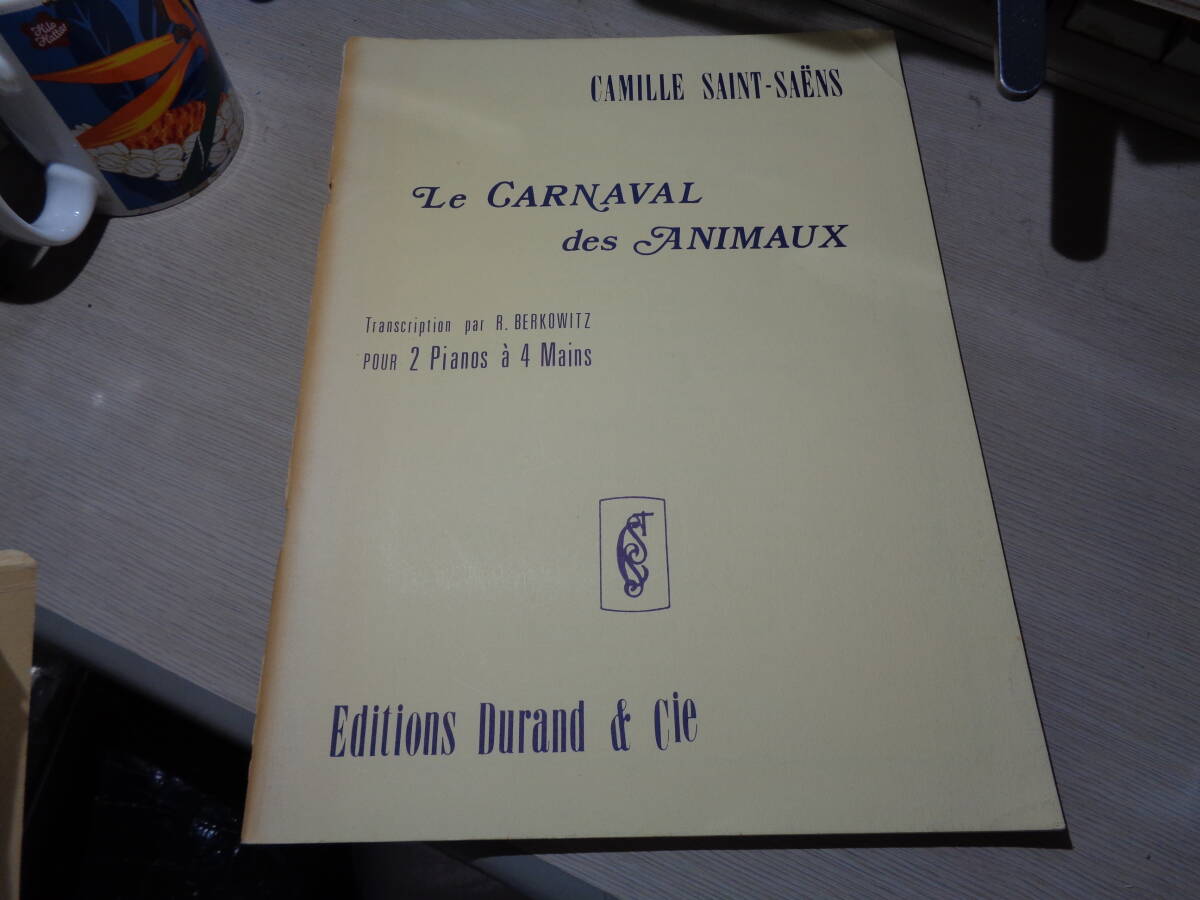 CAMILLE SAINT-SAËNS
Le CARNAVAL
des ANIMAUX
Transcription par R. BERKOWITZ
POUR 2 Pianos à 4 Mains
Editions Durand & Cie